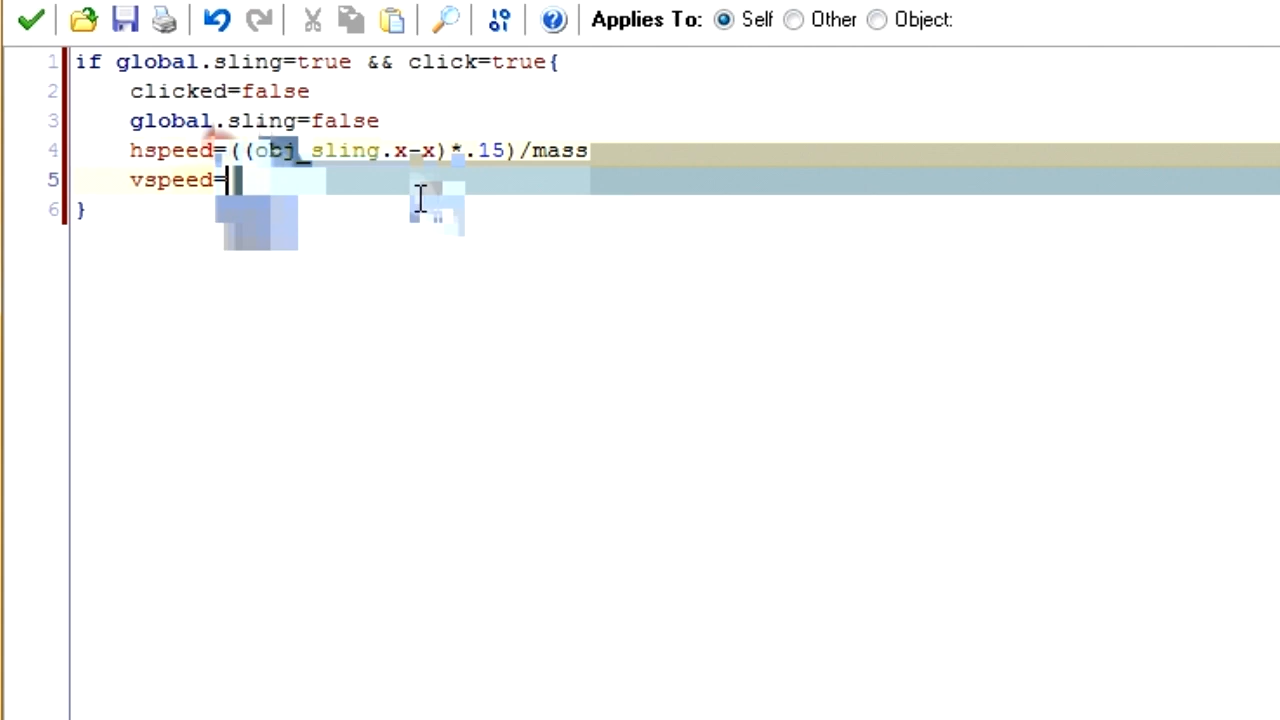 Applies To: Self Other Object:
1 if global.sling=true && click=true{
2 clicked=false
3 global.sling=false
4 hspeed=((obj_sling.x-x)*.15)/mass
5 vspeed=
6 }